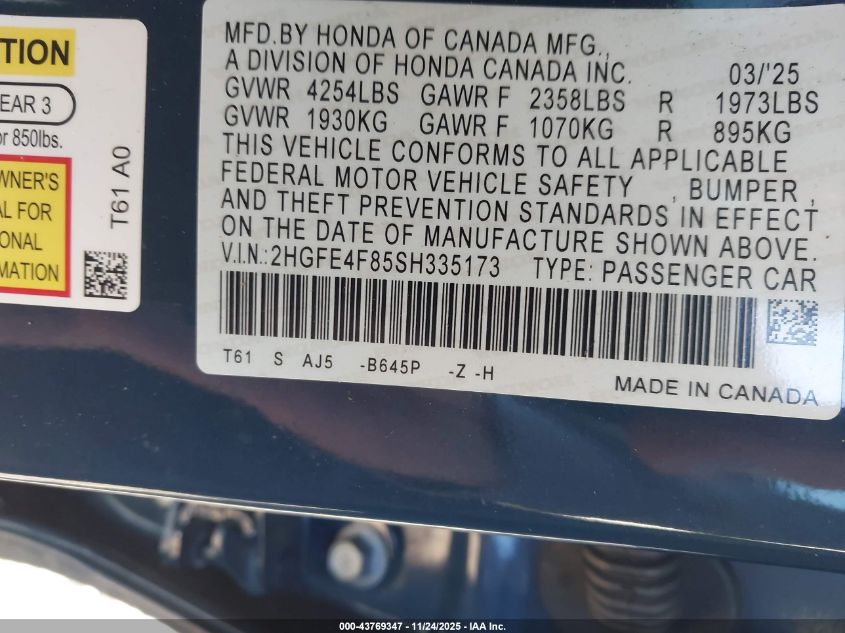 TION
EAR 3
or 850lbs.
WNER'S
AL FOR
ONAL
MATION
T61 A0
MFD.BY HONDA OF CANADA MFG.,
A DIVISION OF HONDA CANADA INC. 03/'25
GVWR 4254LBS GAWR F 2358LBS R 1973LBS
GVWR 1930KG GAWR F 1070KG R 895KG
THIS VEHICLE CONFORMS TO ALL APPLICABLE
FEDERAL MOTOR VEHICLE SAFETY , BUMPER ,
AND THEFT PREVENTION STANDARDS IN EFFECT
ON THE DATE OF MANUFACTURE SHOWN ABOVE.
V.I.N.:2HGFE4F85SH335173 TYPE: PASSENGER CAR
T61 S AJ5 -B645P -Z -H
MADE IN CANADA
000-43769347 - 11/24/2025 - IAA Inc.